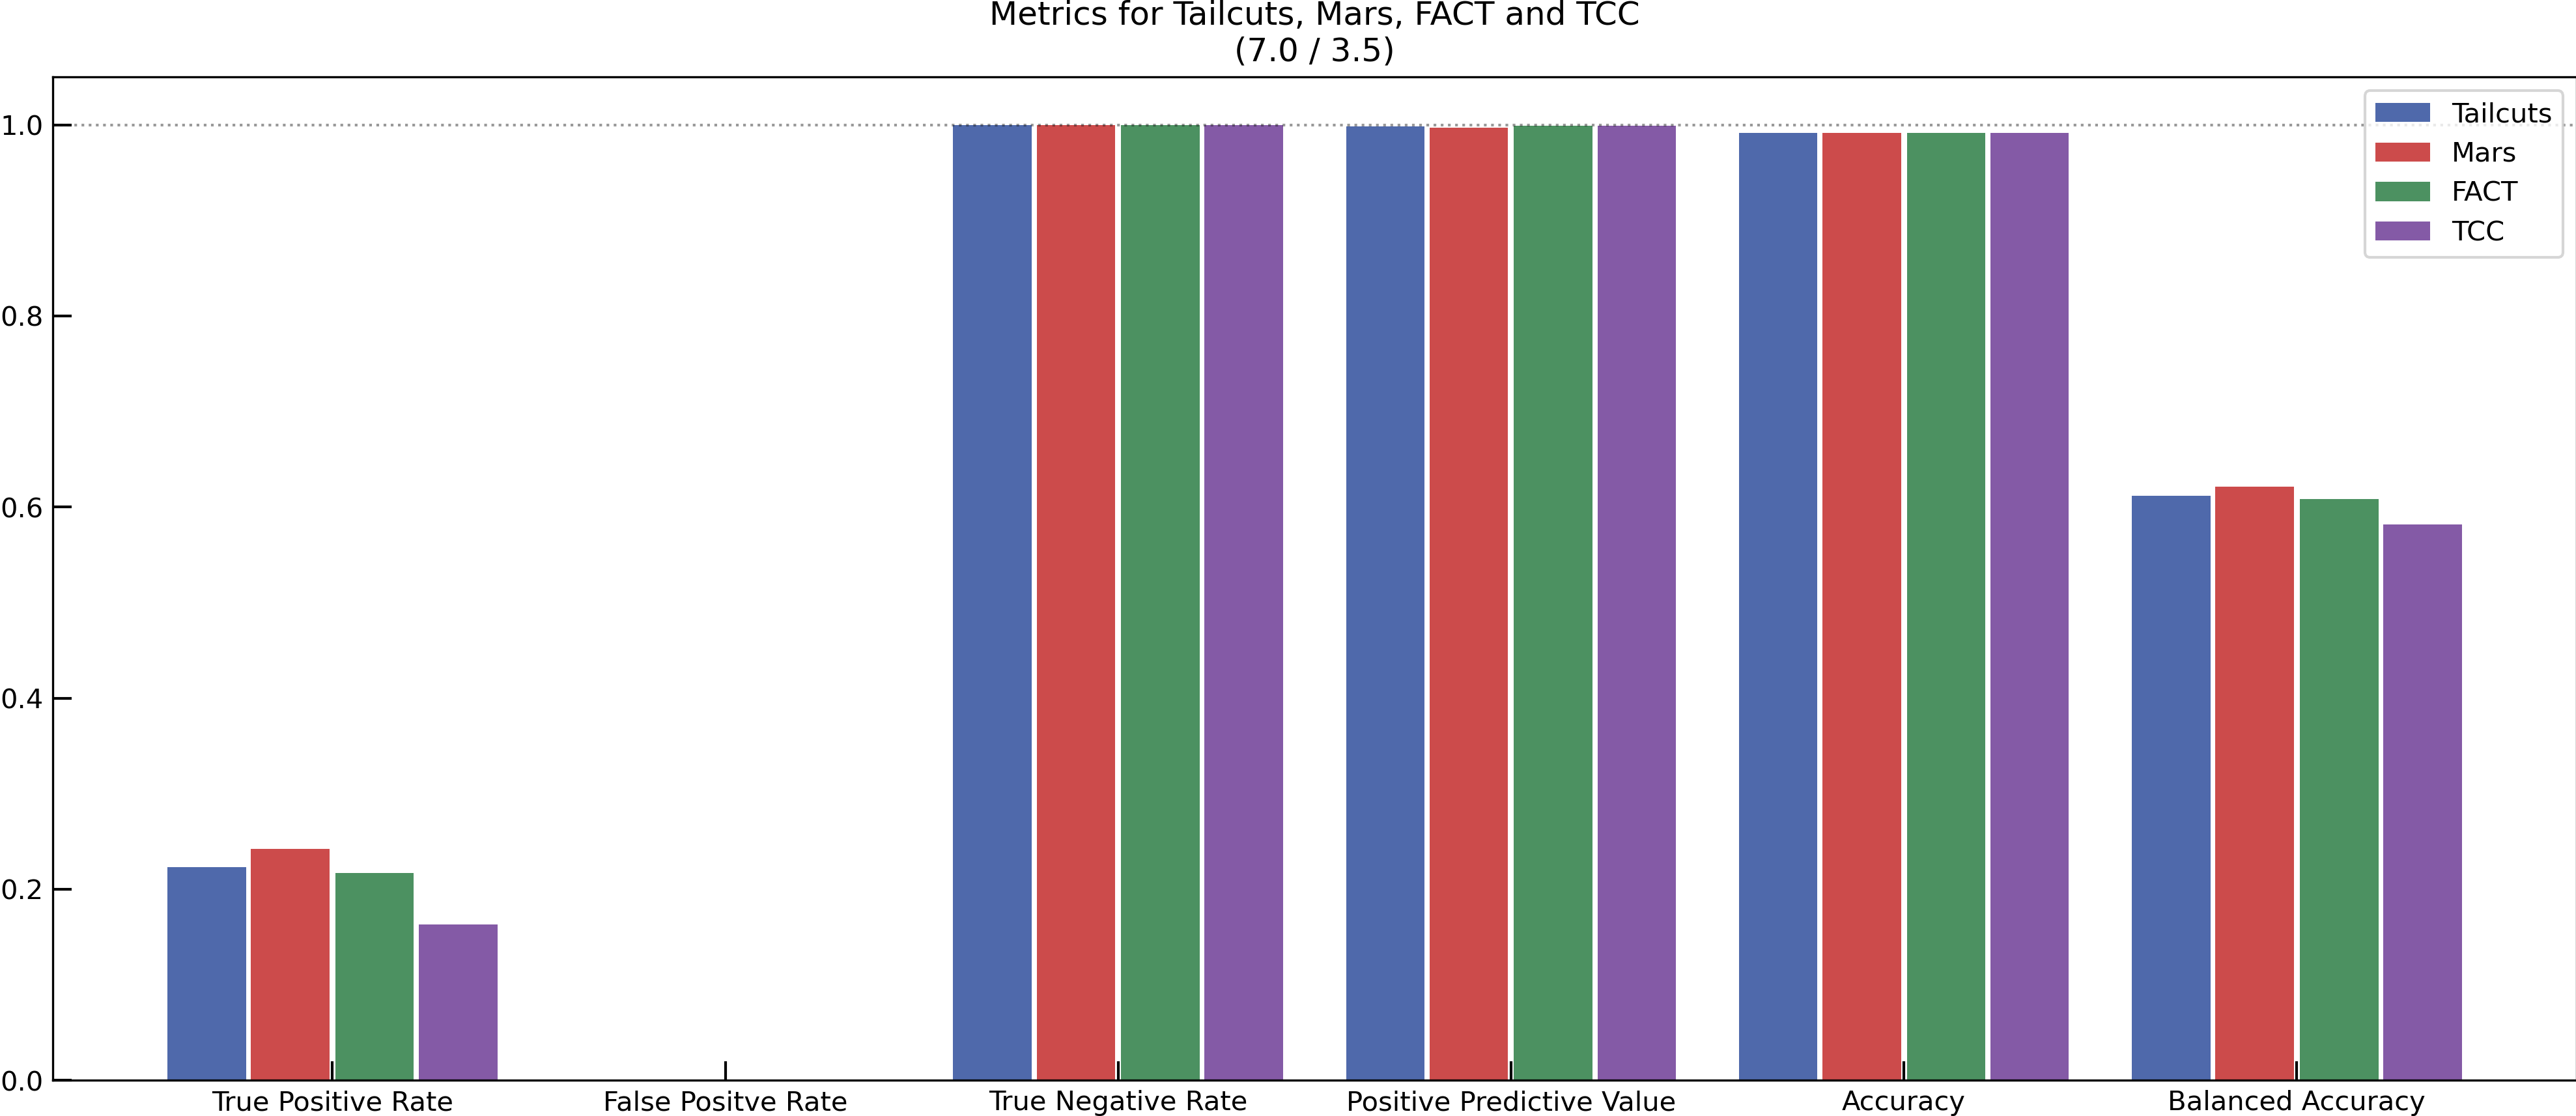 Metrics for Tailcuts, Mars, FACT and TCC
(7.0 / 3.5)
1.0
0.8
0.6
0.4
0.2
0.0
Tailcuts
Mars
FACT
TCC
True Positive Rate
False Positve Rate
True Negative Rate
Positive Predictive Value
Accuracy
Balanced Accuracy